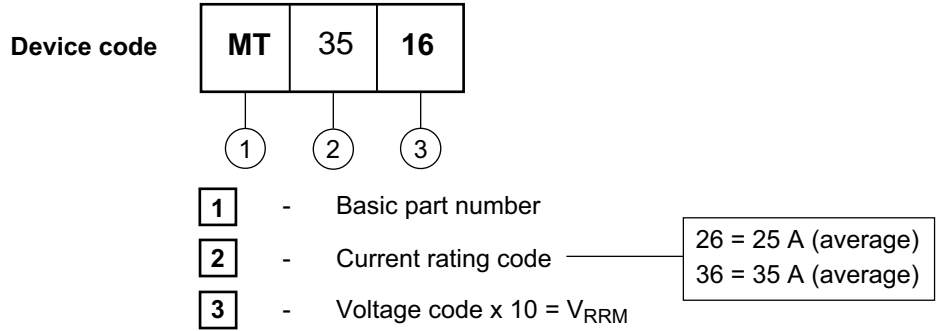 Device code MT 35 16
1 2 3
1 - Basic part number
2 - Current rating code
26 = 25 A (average)
36 = 35 A (average)
3 - Voltage code x 10 = VRRM